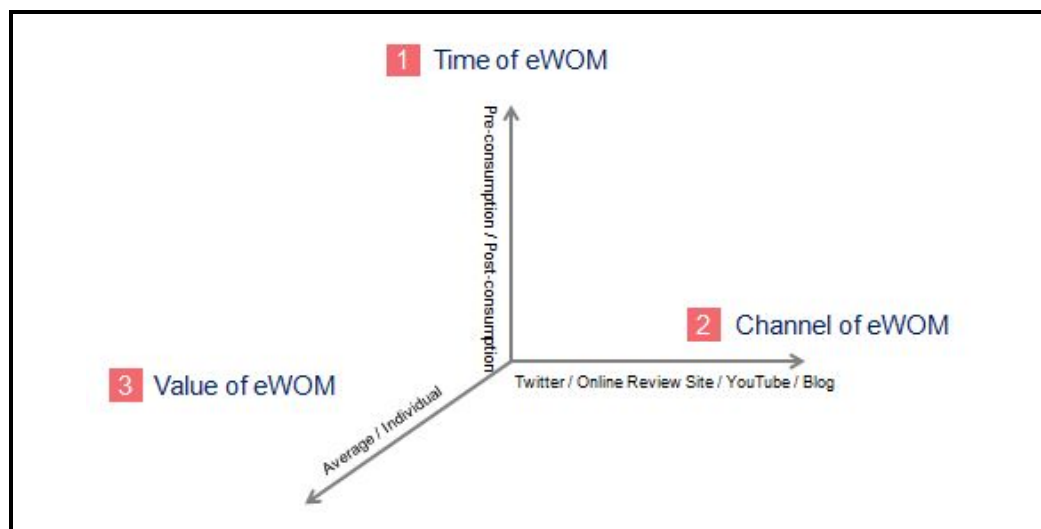 1 Time of eWOM
Pre-consumption / Post-consumption
2 Channel of eWOM
Twitter / Online Review Site / YouTube / Blog
3 Value of eWOM
Average / Individual